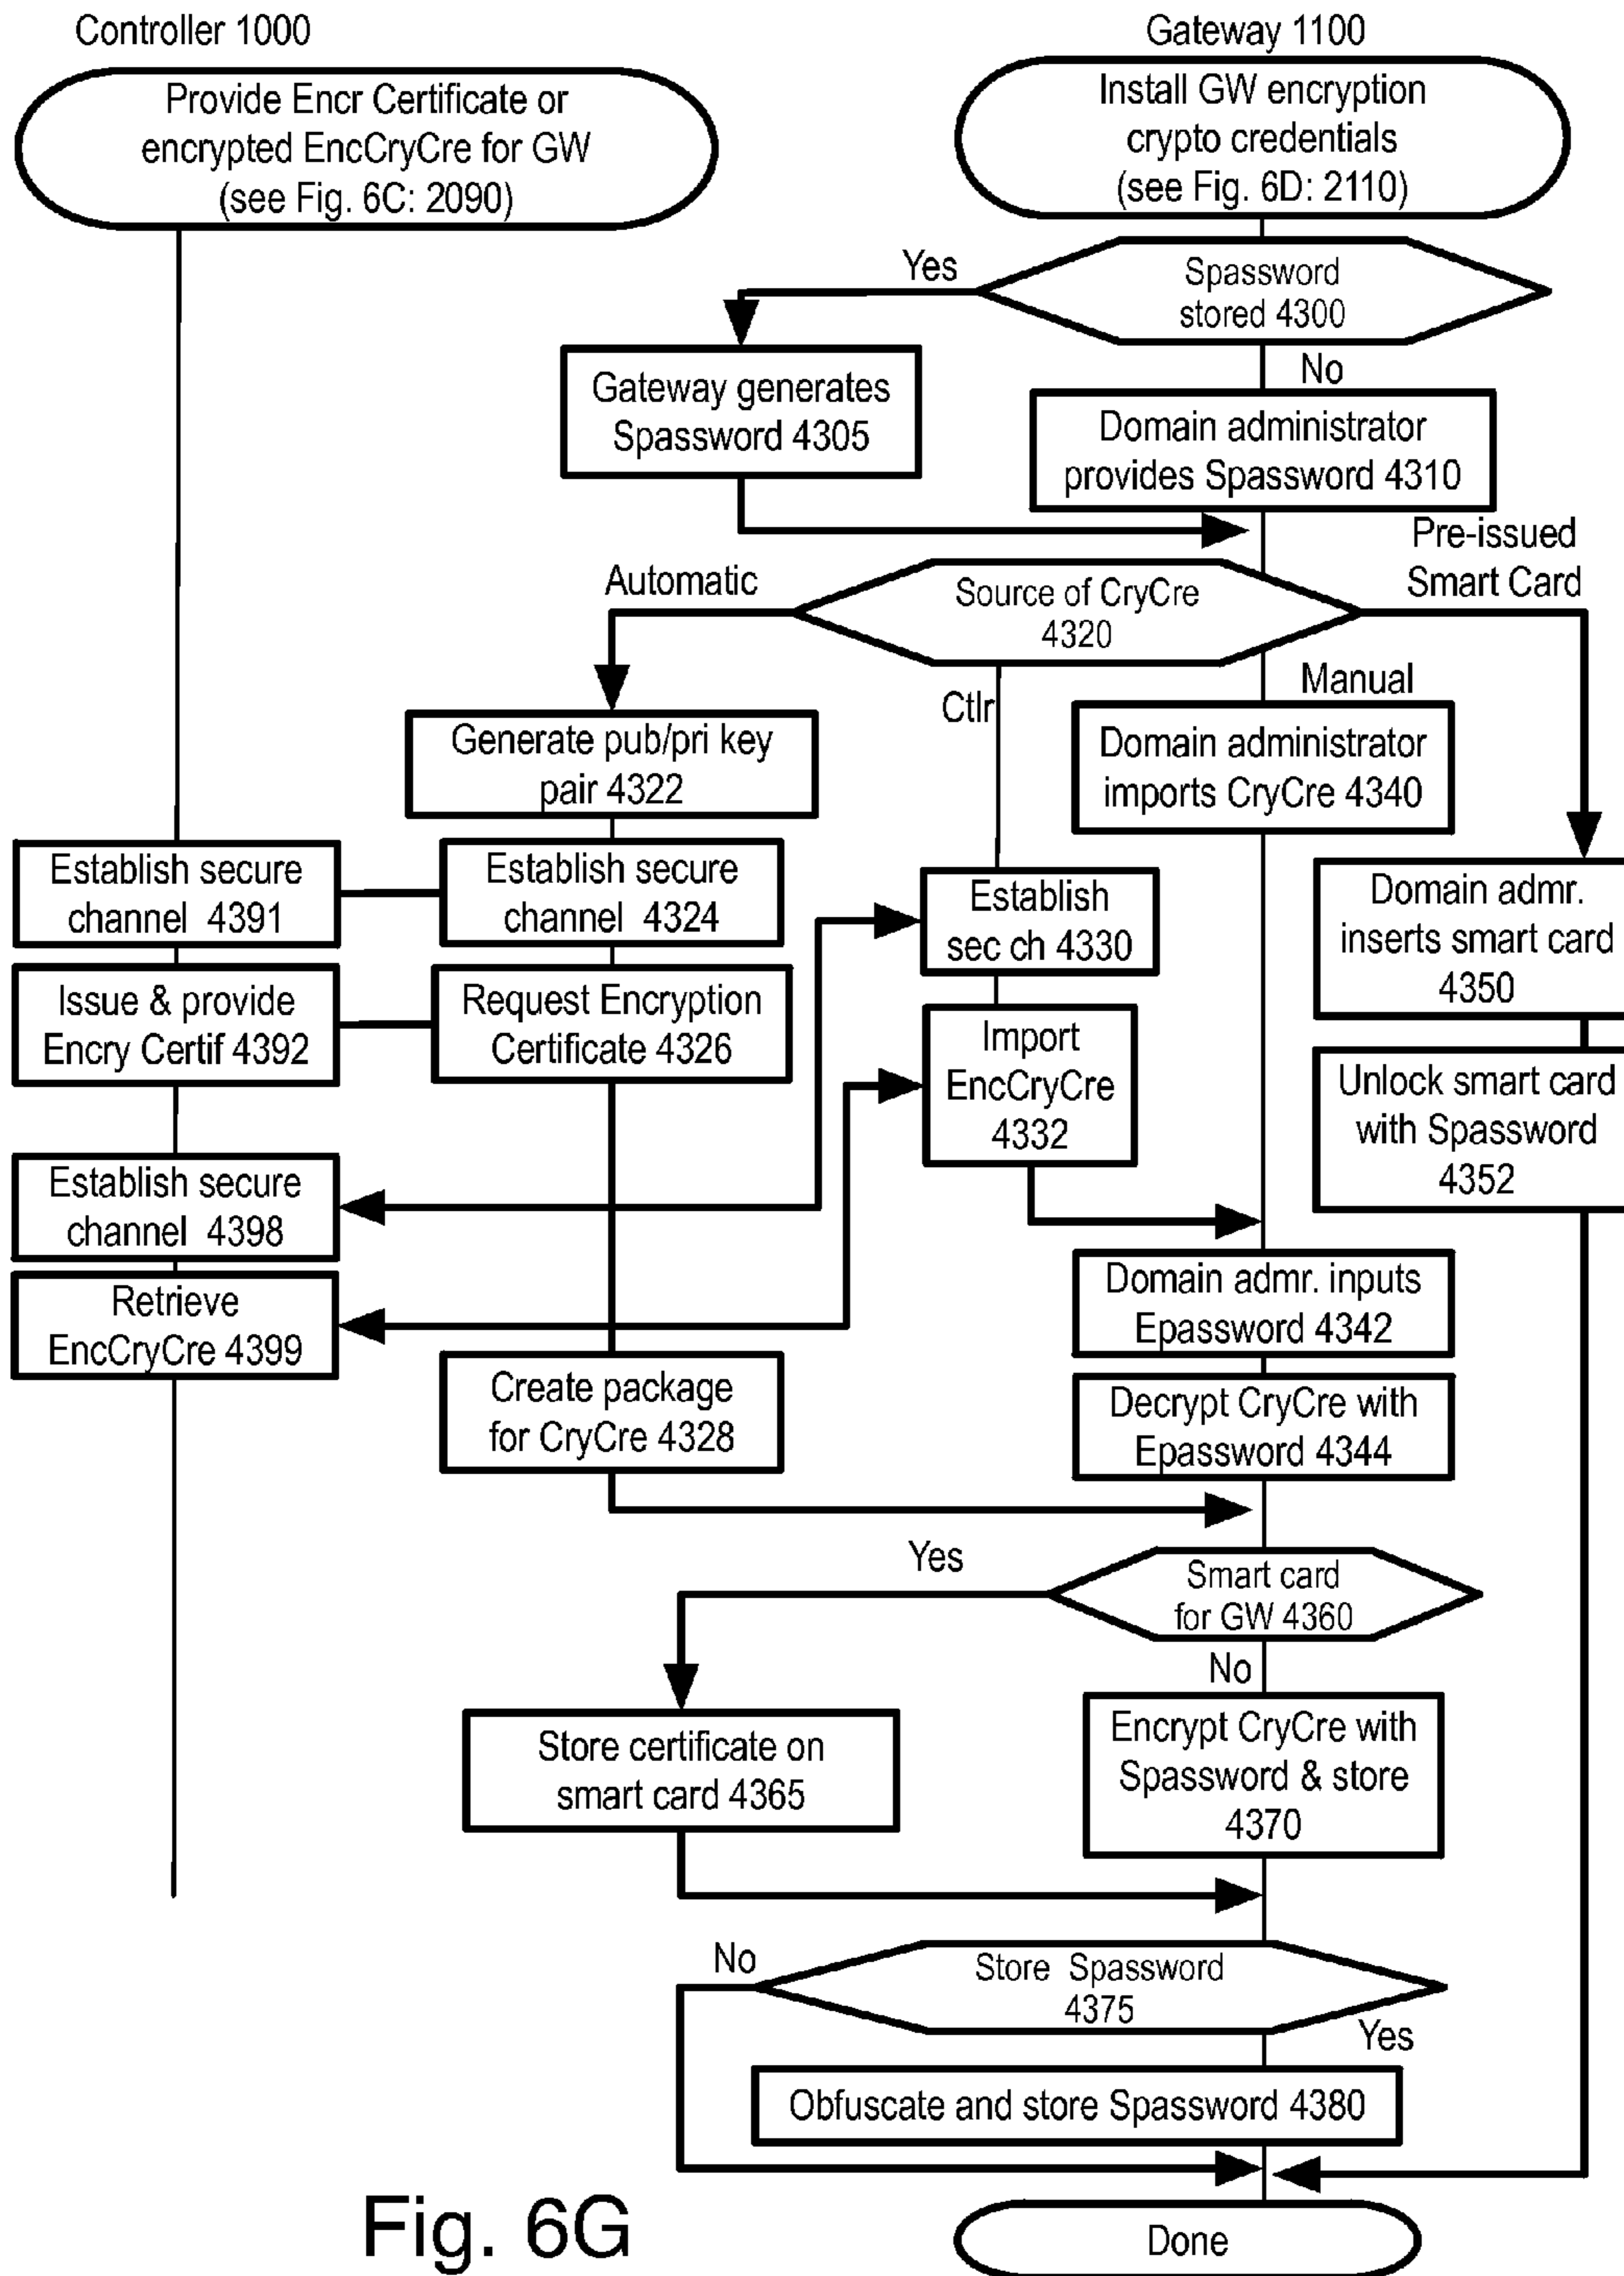 Controller 1000
Gateway 1100
Provide Encr Certificate or
encrypted EncCryCre for GW
(see Fig. 6C: 2090)
Install GW encryption
crypto credentials
(see Fig. 6D: 2110)
Yes
Spassword
stored 4300
No
Gateway generates
Spassword 4305
Domain administrator
provides Spassword 4310
Pre-issued
Smart Card
Automatic
Source of CryCre
4320
Ctlr
Manual
Generate pub/pri key
pair 4322
Domain administrator
imports CryCre 4340
Establish secure
channel 4391
Establish secure
channel 4324
Establish
sec ch 4330
Domain admr.
inserts smart card
4350
Issue & provide
Encry Certif 4392
Request Encryption
Certificate 4326
Import
EncCryCre
4332
Unlock smart card
with Spassword
4352
Establish secure
channel 4398
Retrieve
EncCryCre 4399
Domain admr. inputs
Epassword 4342
Create package
for CryCre 4328
Decrypt CryCre with
Epassword 4344
Yes
Smart card
for GW 4360
No
Store certificate on
smart card 4365
Encrypt CryCre with
Spassword & store
4370
No
Store Spassword
4375
Yes
Obfuscate and store Spassword 4380
Done
Fig. 6G